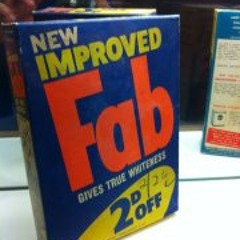 NEW
IMPROVED
Fab
GIVES TRUE WHITENESS
2D
OFF